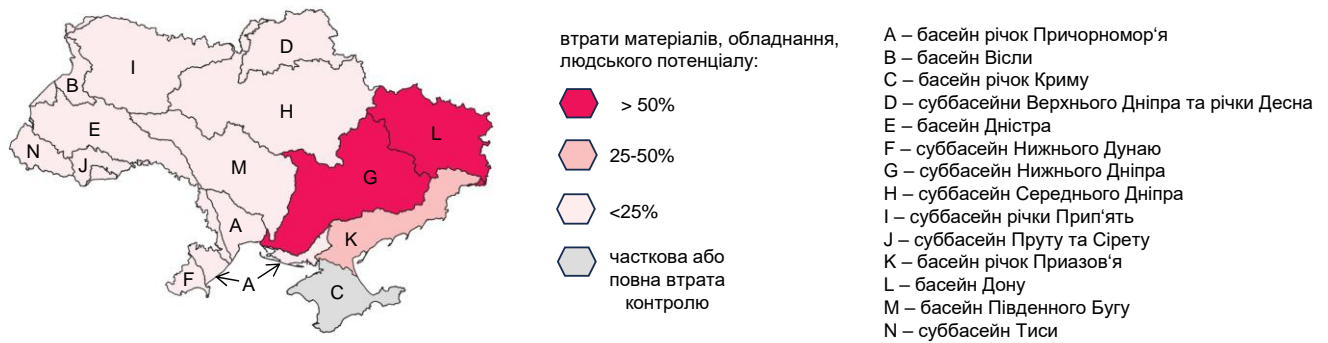 D
I
B
H
L
E
N
J
M
G
A
K
F
A
C
втрати матеріалів, обладнання,
людського потенціалу:
> 50%
25-50%
<25%
часткова або
повна втрата
контролю
A – басейн річок Причорномор‘я
B – басейн Вісли
C – басейн річок Криму
D – суббасейни Верхнього Дніпра та річки Десна
E – басейн Дністра
F – суббасейн Нижнього Дунаю
G – суббасейн Нижнього Дніпра
H – суббасейн Середнього Дніпра
I – суббасейн річки Прип‘ять
J – суббасейн Пруту та Сірету
K – басейн річок Приазов‘я
L – басейн Дону
M – басейн Південного Бугу
N – суббасейн Тиси